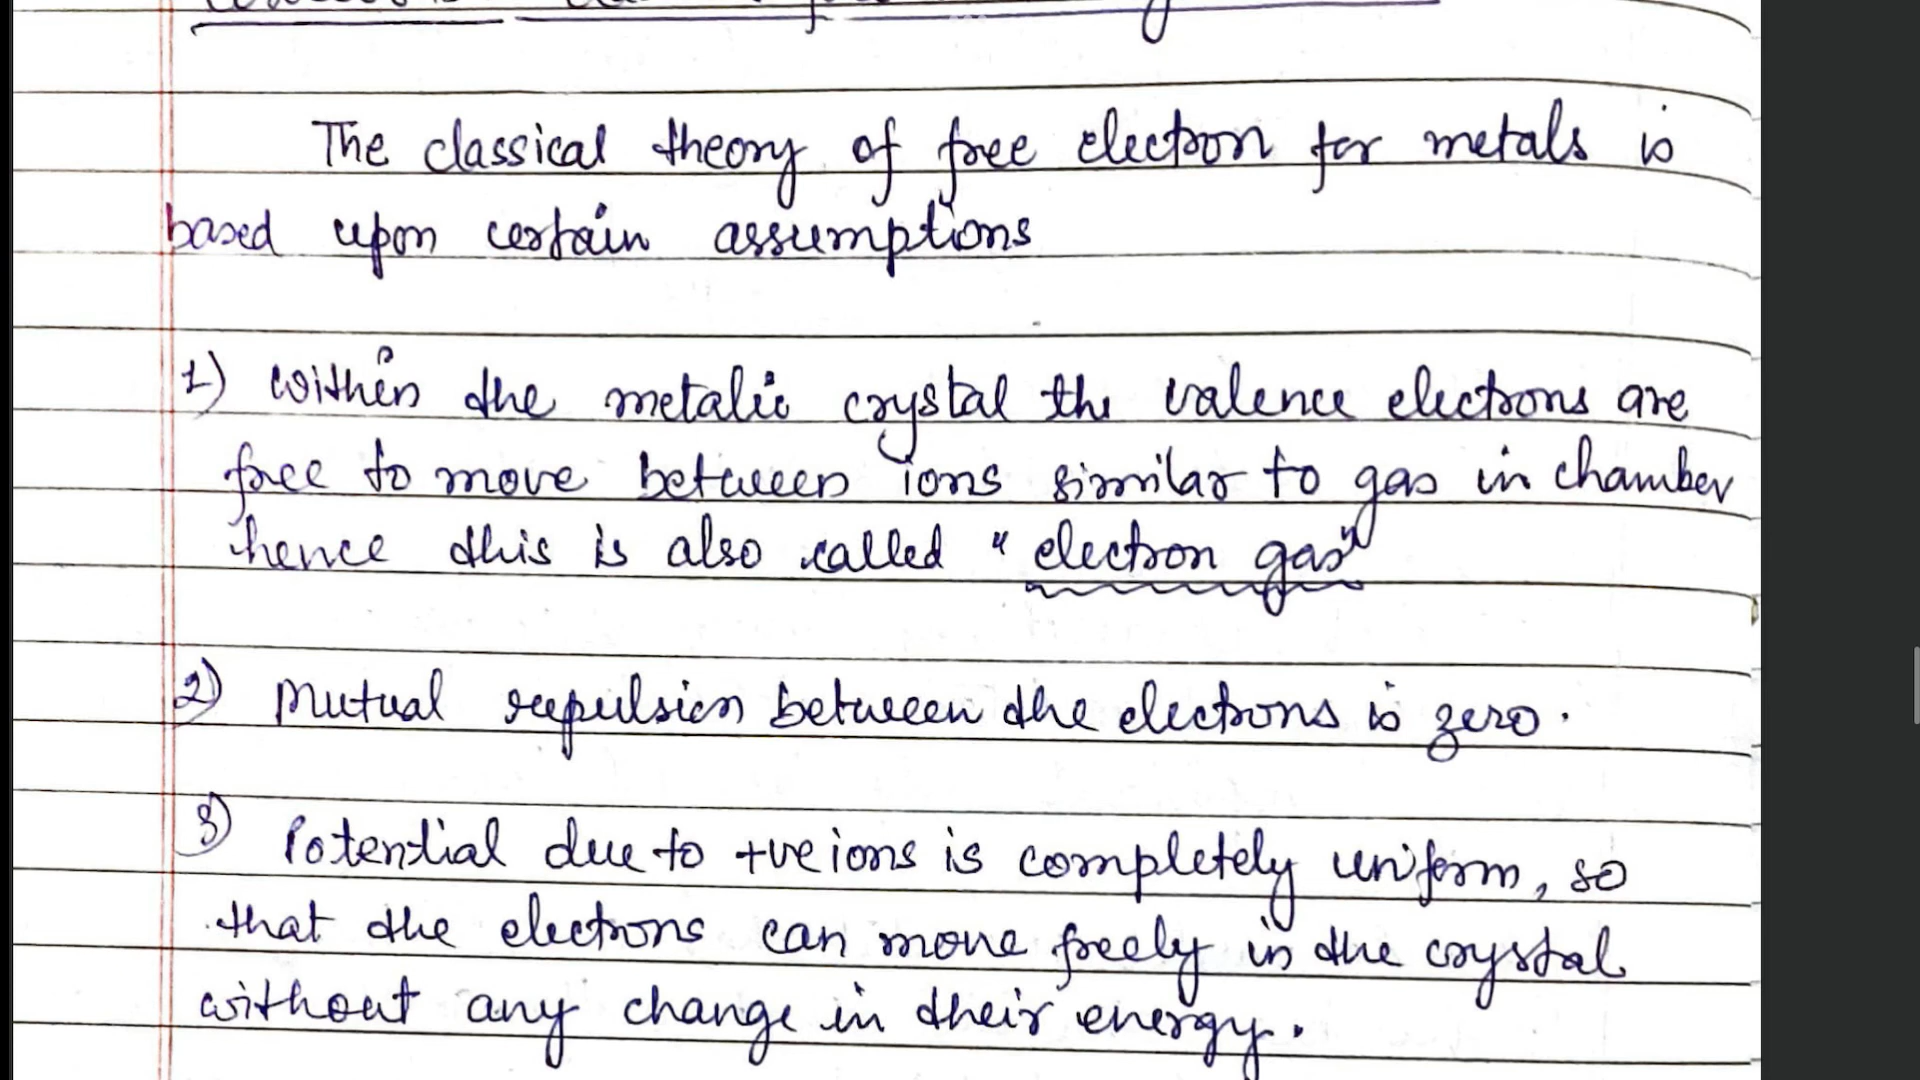 The classical theory of free electron for metals is
based upon certain assumptions
1) Within the metalic crystal the valence electrons are
free to move between ions similar to gas in chamber
hence this is also called "electron gas"
2) Mutual repulsion between the electrons is zero.
3) Potential due to +ve ions is completely uniform, so
that the electrons can move freely in the crystal
without any change in their energy.